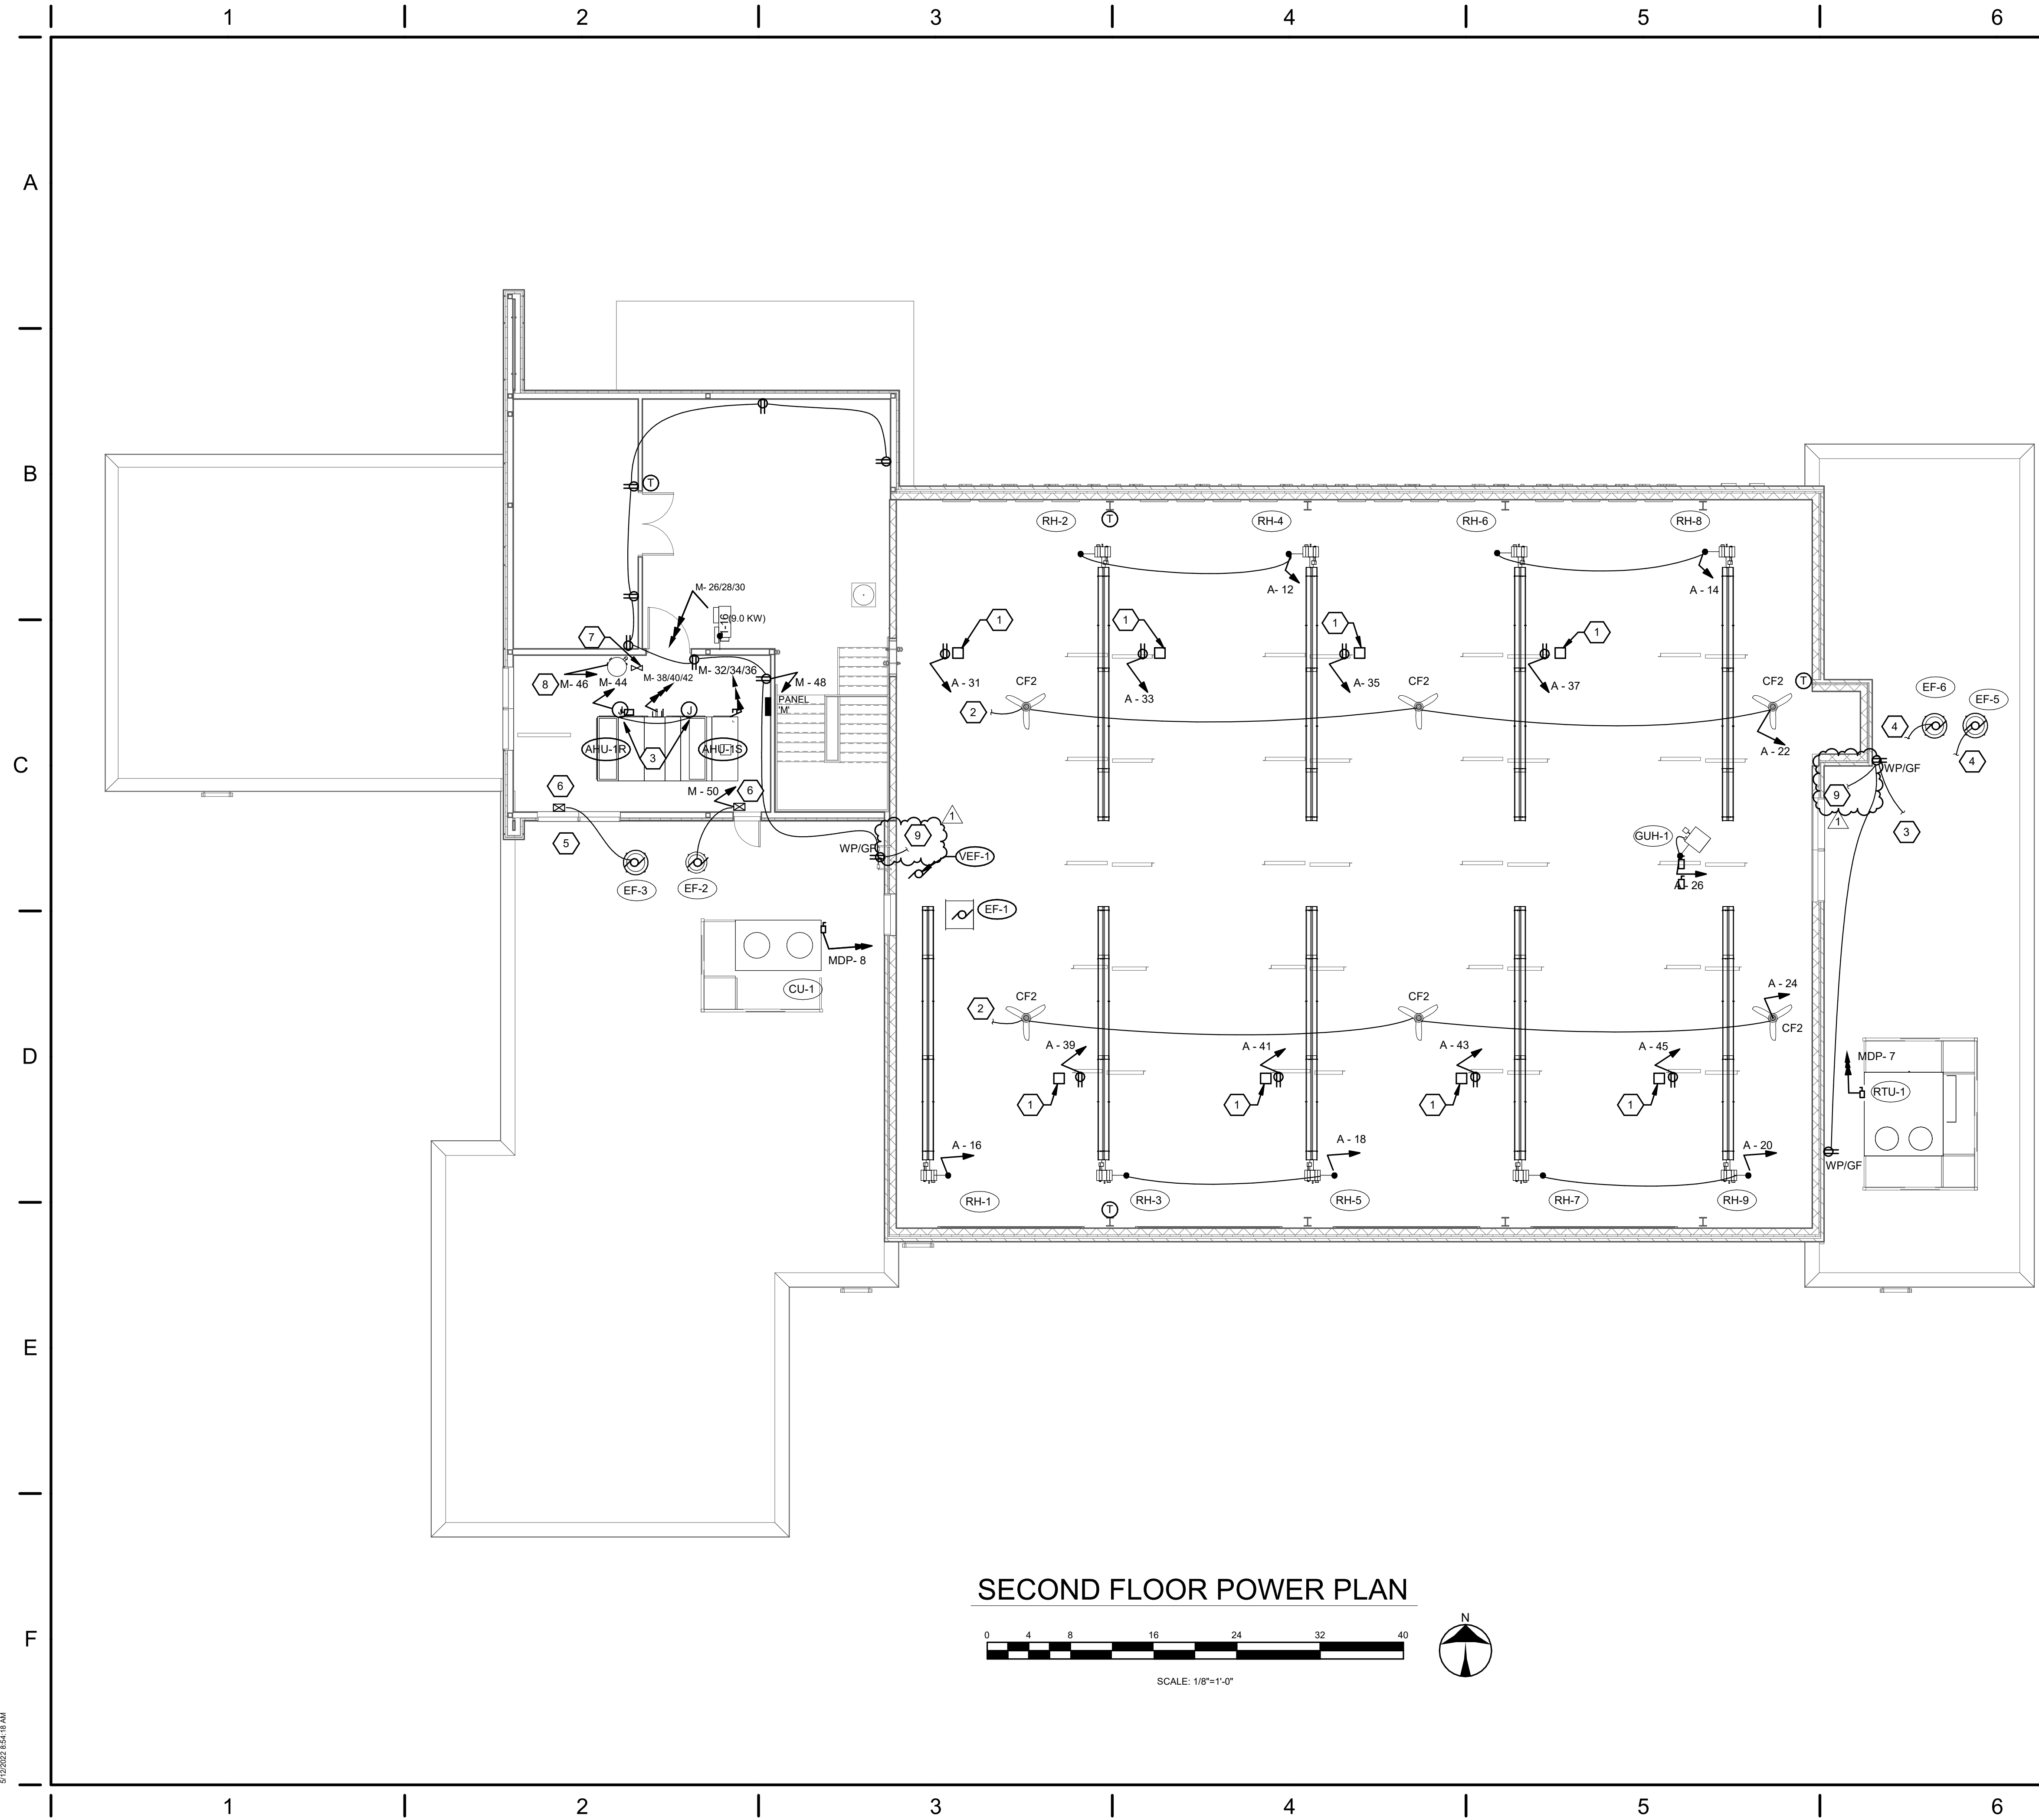 1 2 3 4 5 6
A
B
C
D
E
F
RH-2
T
RH-4
RH-6
RH-8
T
A- 12
A - 14
M- 26/28/30
(9.0 KW)
7
1
1
1
1
8
M- 46
M- 44
M- 38/40/42
M- 32/34/36
M - 48
PANEL
'M'
A - 31
A - 33
A- 35
A - 37
CF2
CF2
CF2
T
EF-6
EF-5
2
4
4
J
J
AHU-1R
3
AHU-1S
A - 22
WP/GF
6
M - 50
6
9
1
3
5
9
1
WP/GF
VEF-1
GUH-1
A - 26
EF-3
EF-2
EF-1
MDP- 8
CU-1
2
CF2
CF2
A - 24
CF2
A - 39
A - 41
A - 43
A - 45
MDP- 7
RTU-1
1
1
1
1
A - 16
A - 18
A - 20
WP/GF
RH-1
RH-3
RH-5
RH-7
RH-9
T
SECOND FLOOR POWER PLAN
0 4 8 16 24 32 40
SCALE: 1/8"=1'-0"
N
5/12/2022 8:54:18 AM
1 2 3 4 5 6